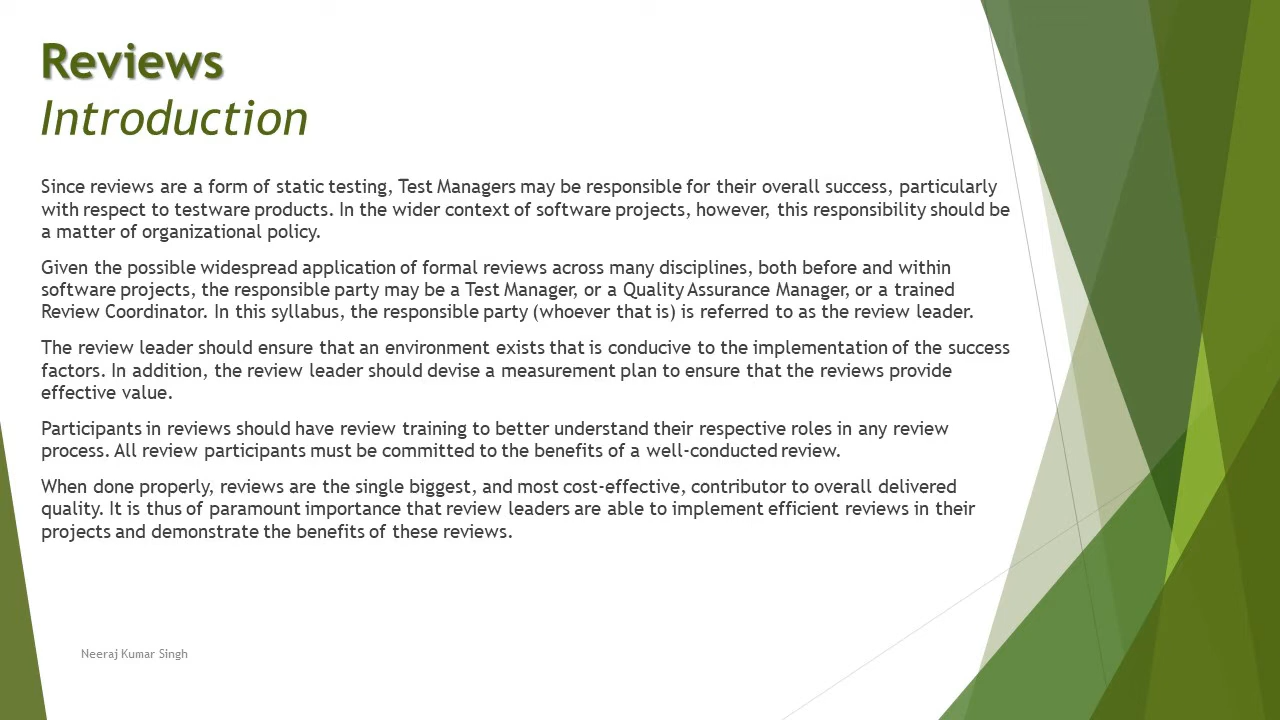 Reviews
Introduction
Since reviews are a form of static testing, Test Managers may be responsible for their overall success, particularly
with respect to testware products. In the wider context of software projects, however, this responsibility should be
a matter of organizational policy.
Given the possible widespread application of formal reviews across many disciplines, both before and within
software projects, the responsible party may be a Test Manager, or a Quality Assurance Manager, or a trained
Review Coordinator. In this syllabus, the responsible party (whoever that is) is referred to as the review leader.
The review leader should ensure that an environment exists that is conducive to the implementation of the success
factors. In addition, the review leader should devise a measurement plan to ensure that the reviews provide
effective value.
Participants in reviews should have review training to better understand their respective roles in any review
process. All review participants must be committed to the benefits of a well-conducted review.
When done properly, reviews are the single biggest, and most cost-effective, contributor to overall delivered
quality. It is thus of paramount importance that review leaders are able to implement efficient reviews in their
projects and demonstrate the benefits of these reviews.
Neeraj Kumar Singh